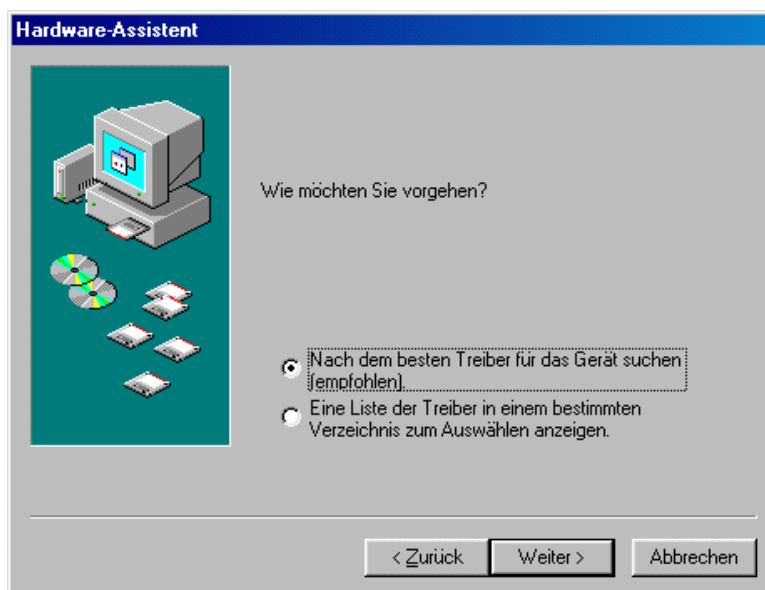 Hardware-Assistent
Wie möchten Sie vorgehen?
Nach dem besten Treiber für das Gerät suchen
(empfohlen).
Eine Liste der Treiber in einem bestimmten
Verzeichnis zum Auswählen anzeigen.
< Zurück Weiter > Abbrechen